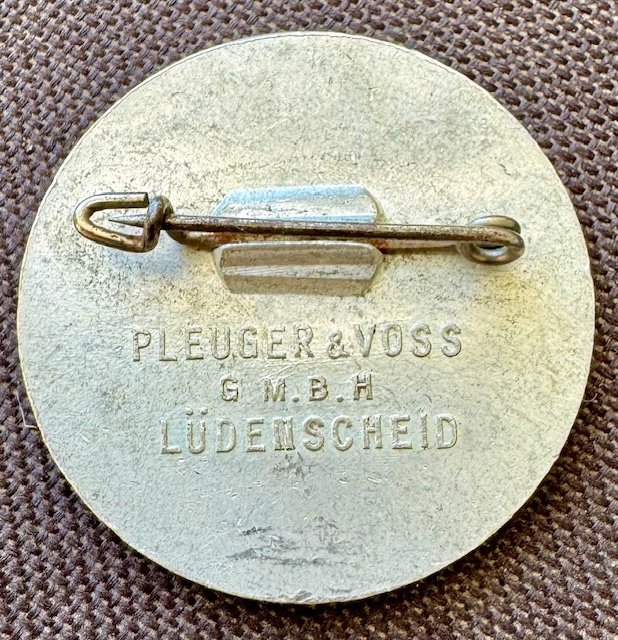 PLEUGER & VOSS
G M.B.H
LÜDENSCHEID